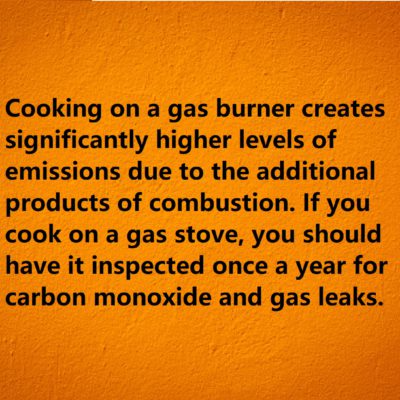 Cooking on a gas burner creates
significantly higher levels of
emissions due to the additional
products of combustion. If you
cook on a gas stove, you should
have it inspected once a year for
carbon monoxide and gas leaks.